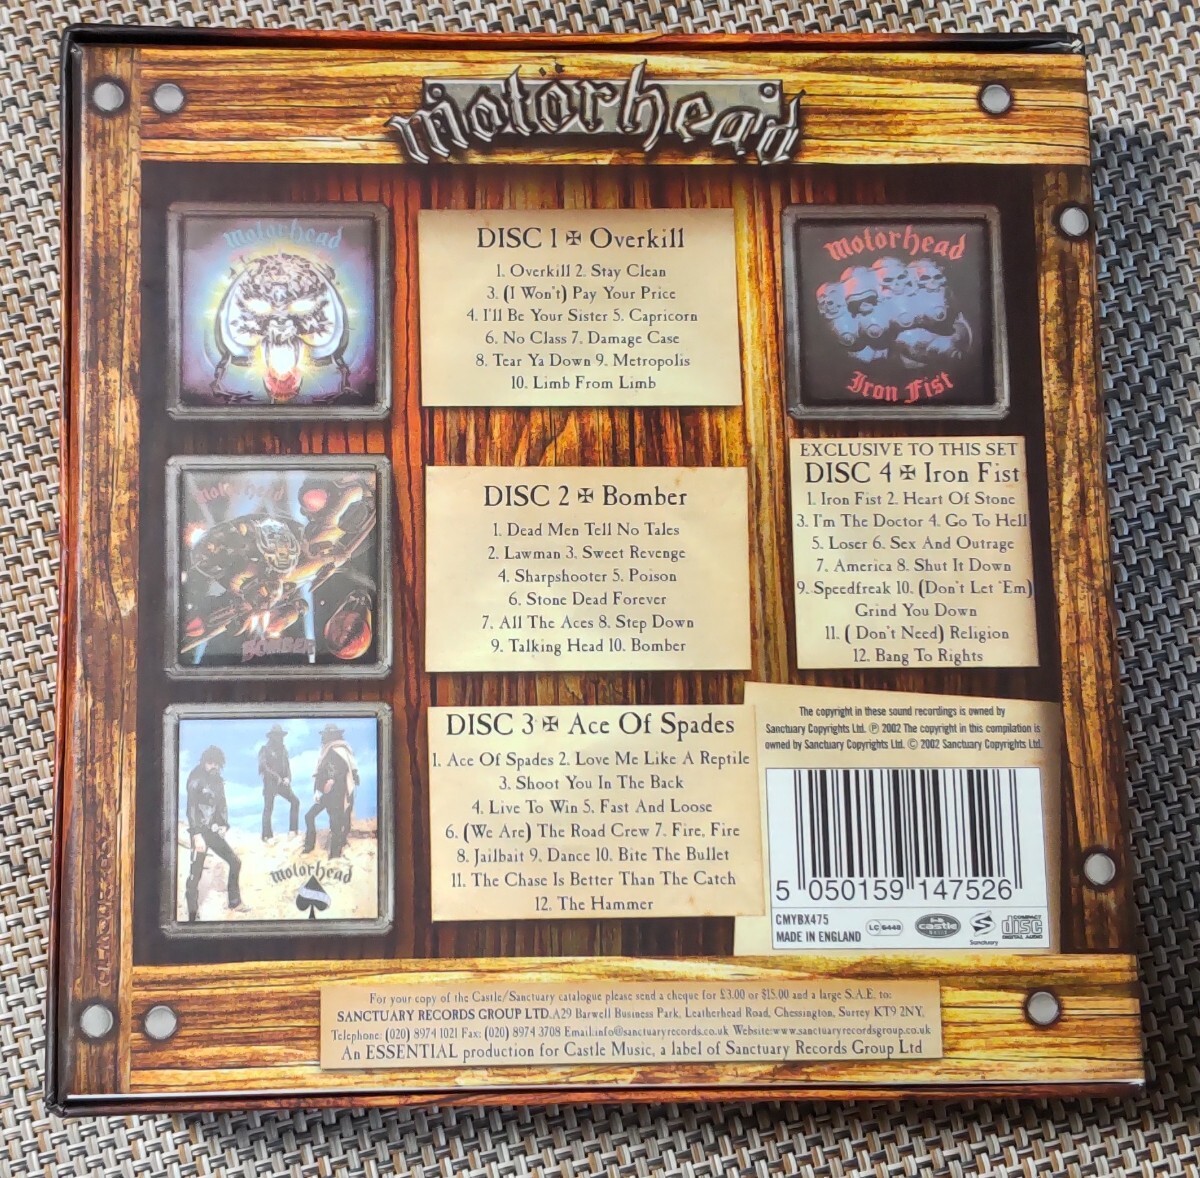 motörhead
Motörhead
DISC 1 ✠ Overkill
1. Overkill 2. Stay Clean
3. (I Won't) Pay Your Price
4. I'll Be Your Sister 5. Capricorn
6. No Class 7. Damage Case
8. Tear Ya Down 9. Metropolis
10. Limb From Limb
Motörhead
Iron Fist
Motörhead
BOMBER
DISC 2 ✠ Bomber
1. Dead Men Tell No Tales
2. Lawman 3. Sweet Revenge
4. Sharpshooter 5. Poison
6. Stone Dead Forever
7. All The Aces 8. Step Down
9. Talking Head 10. Bomber
EXCLUSIVE TO THIS SET
DISC 4 ✠ Iron Fist
1. Iron Fist 2. Heart Of Stone
3. I'm The Doctor 4. Go To Hell
5. Loser 6. Sex And Outrage
7. America 8. Shut It Down
9. Speedfreak 10. (Don't Let 'Em)
Grind You Down
11. ( Don't Need) Religion
12. Bang To Rights
Motörhead
DISC 3 ✠ Ace Of Spades
1. Ace Of Spades 2. Love Me Like A Reptile
3. Shoot You In The Back
4. Live To Win 5. Fast And Loose
6. (We Are) The Road Crew 7. Fire, Fire
8. Jailbait 9. Dance 10. Bite The Bullet
11. The Chase Is Better Than The Catch
12. The Hammer
The copyright in these sound recordings is owned by
Sanctuary Copyrights Ltd. ℗ 2002 The copyright in this compilation is
owned by Sanctuary Copyrights Ltd. © 2002 Sanctuary Copyrights Ltd.
5 050159 147526
CMYBX475
MADE IN ENGLAND
LC 6448
castle
MUSIC
Sanctuary
COMPACT
disc
DIGITAL AUDIO
For your copy of the Castle/Sanctuary catalogue please send a cheque for £3.00 or $15.00 and a large S.A.E. to:
SANCTUARY RECORDS GROUP LTD.A29 Barwell Business Park, Leatherhead Road, Chessington, Surrey KT9 2NY.
Telephone: (020) 8974 1021 Fax: (020) 8974 3708 Email:info@sanctuaryrecords.co.uk Website:www.sanctuaryrecordsgroup.co.uk
An ESSENTIAL production for Castle Music, a label of Sanctuary Records Group Ltd